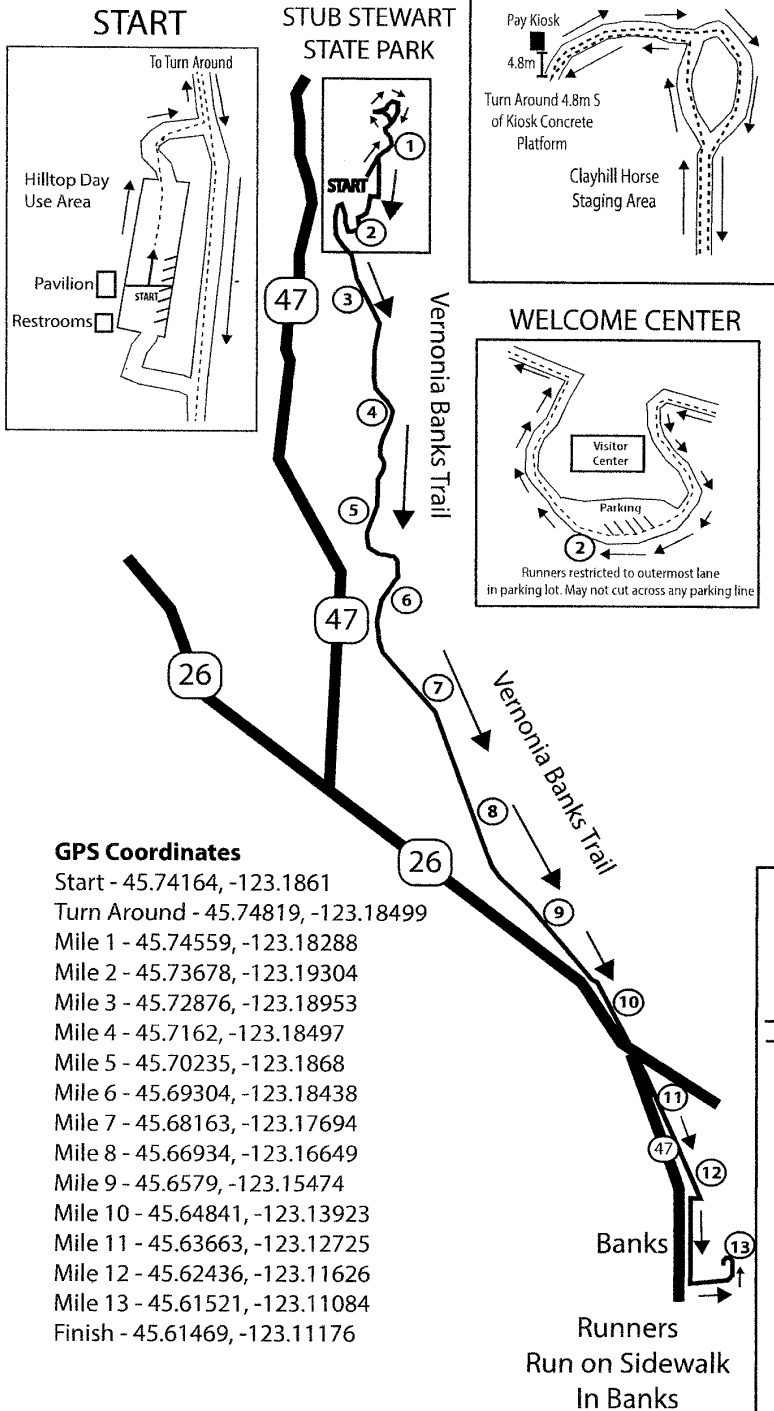 START
To Turn Around
Hilltop Day
Use Area
Pavilion
START
Restrooms
STUB STEWART
STATE PARK
1
START
2
3
47
Vernonia Banks Trail
4
5
6
47
26
7
Vernonia Banks Trail
8
26
9
10
11
47
12
Banks
13
Runners
Run on Sidewalk
In Banks
Pay Kiosk
4.8m
Turn Around 4.8m S
of Kiosk Concrete
Platform
Clayhill Horse
Staging Area
WELCOME CENTER
Visitor
Center
Parking
2
Runners restricted to outermost lane
in parking lot. May not cut across any parking line
GPS Coordinates
Start - 45.74164, -123.1861
Turn Around - 45.74819, -123.18499
Mile 1 - 45.74559, -123.18288
Mile 2 - 45.73678, -123.19304
Mile 3 - 45.72876, -123.18953
Mile 4 - 45.7162, -123.18497
Mile 5 - 45.70235, -123.1868
Mile 6 - 45.69304, -123.18438
Mile 7 - 45.68163, -123.17694
Mile 8 - 45.66934, -123.16649
Mile 9 - 45.6579, -123.15474
Mile 10 - 45.64841, -123.13923
Mile 11 - 45.63663, -123.12725
Mile 12 - 45.62436, -123.11626
Mile 13 - 45.61521, -123.11084
Finish - 45.61469, -123.11176